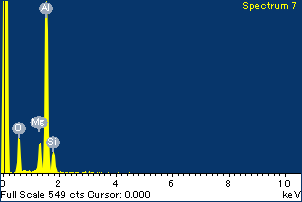 Spectrum 7
Al
O
Mg
Si
0 2 4 6 8 10
Full Scale 549 cts Cursor: 0.000 keV